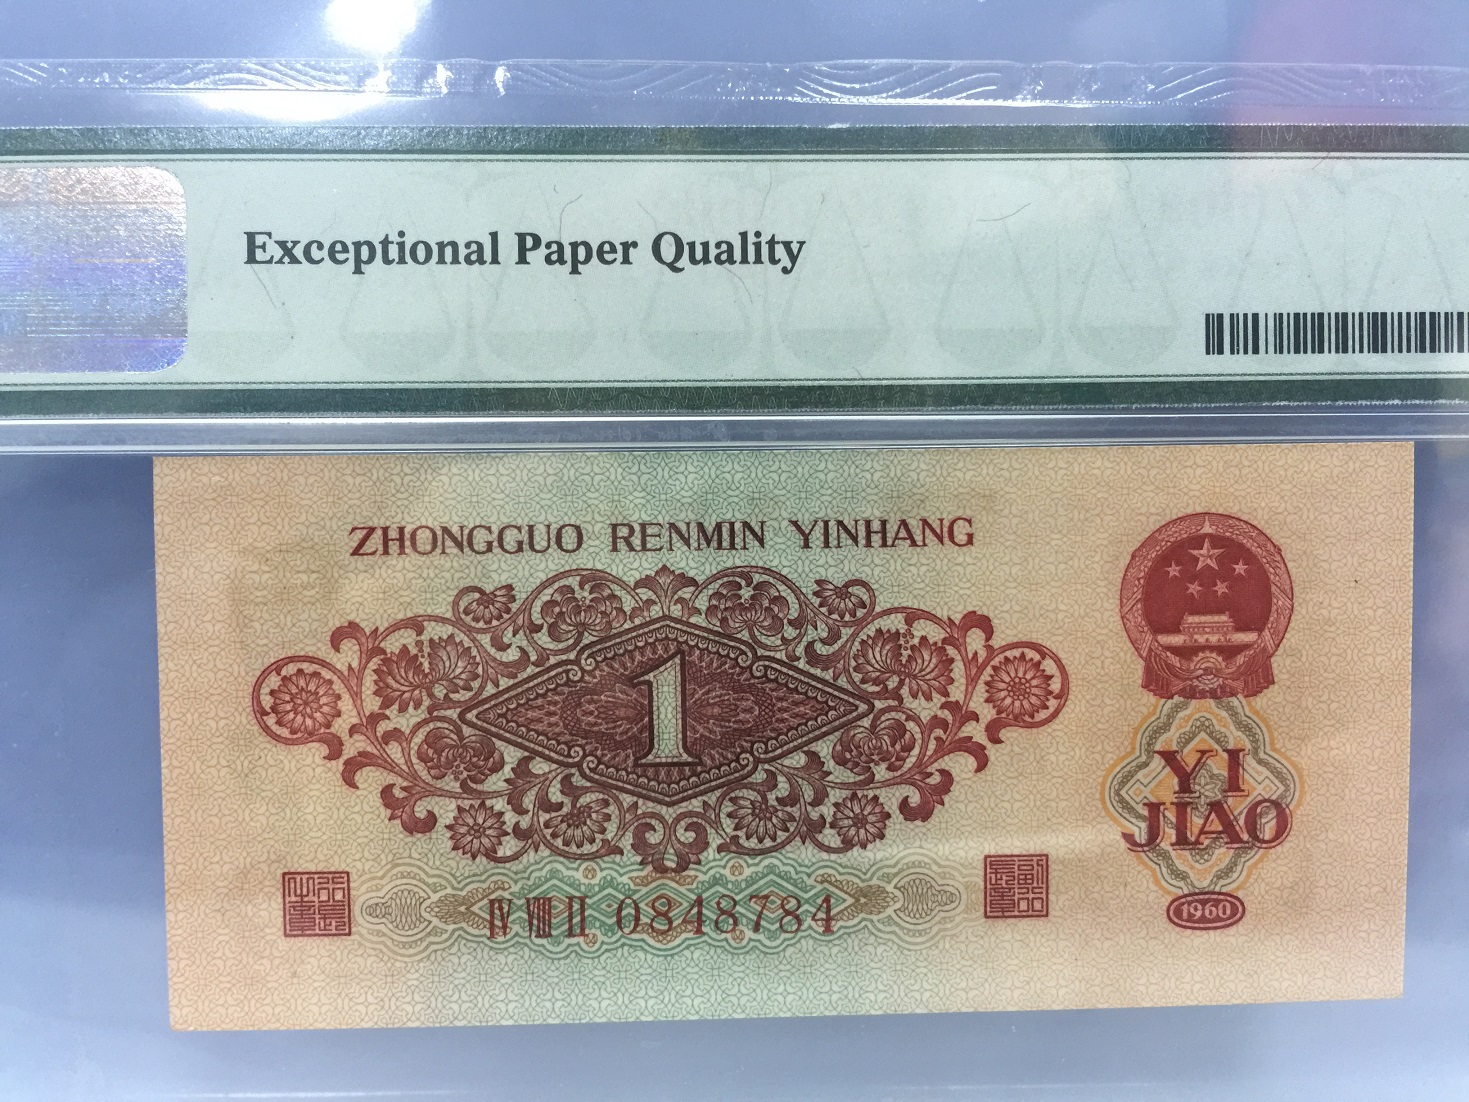 Exceptional Paper Quality
ZHONGGUO RENMIN YINHANG
1
YI
JIAO
IV VIII II 0848784
1960